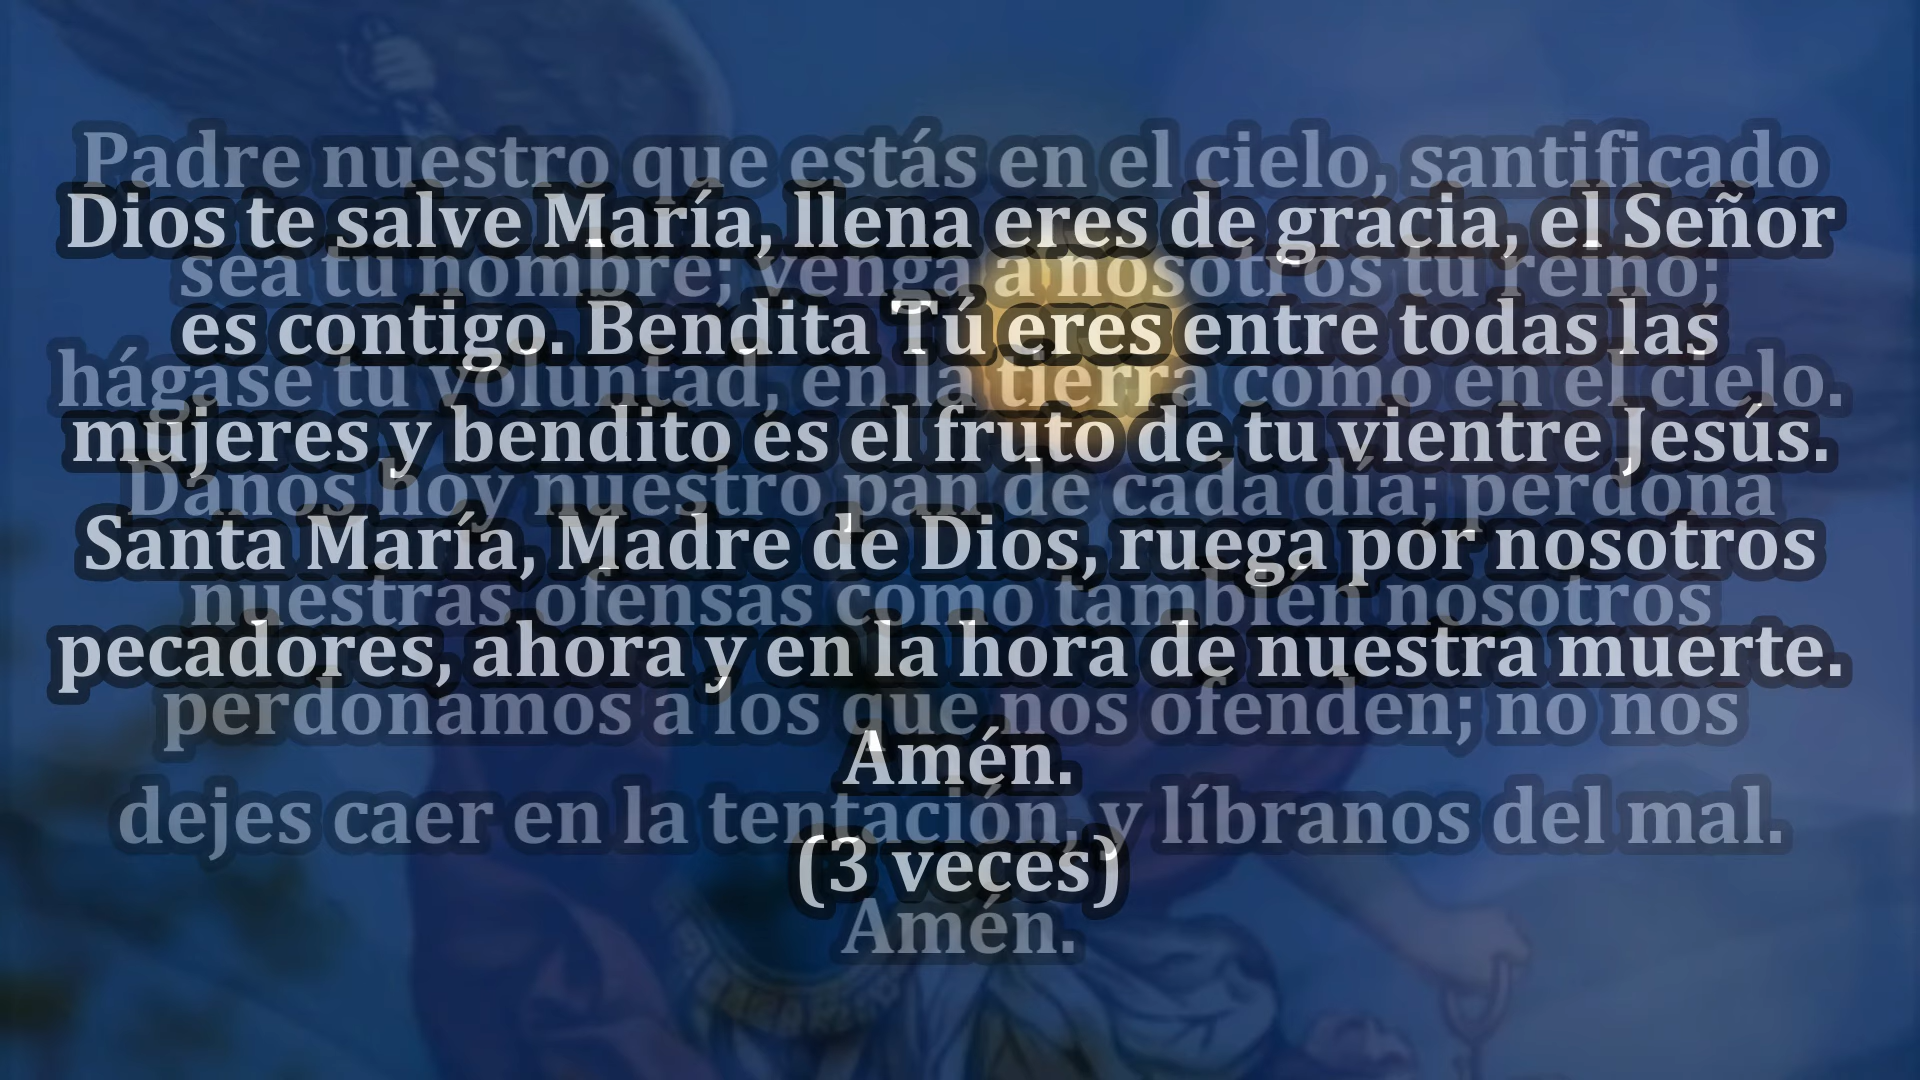 Padre nuestro que estás en el cielo, santificado
Dios te salve María, llena eres de gracia, el Señor
sea tu nombre; venga a nosotros tu reino;
es contigo. Bendita Tú eres entre todas las
hágase tu voluntad, en la tierra como en el cielo.
mujeres y bendito es el fruto de tu vientre Jesús.
Danos hoy nuestro pan de cada día; perdona
Santa María, Madre de Dios, ruega por nosotros
nuestras ofensas como también nosotros
pecadores, ahora y en la hora de nuestra muerte.
perdonamos a los que nos ofenden; no nos
Amén.
dejes caer en la tentación, y líbranos del mal.
(3 veces)
Amén.